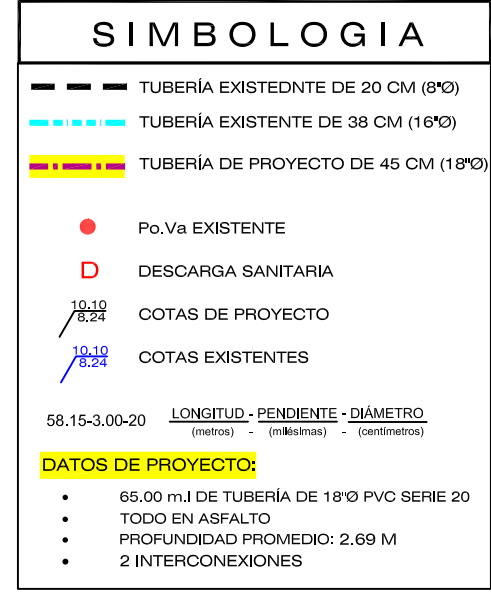 SIMBOLOGIA
TUBERÍA EXISTEDNTE DE 20 CM (8"Ø)
TUBERÍA EXISTENTE DE 38 CM (16"Ø)
TUBERÍA DE PROYECTO DE 45 CM (18"Ø)
Po.Va EXISTENTE
D DESCARGA SANITARIA
10.10
8.24
COTAS DE PROYECTO
10.10
8.24
COTAS EXISTENTES
58.15-3.00-20 LONGITUD - PENDIENTE - DIÁMETRO
(metros) - (milésimas) - (centímetros)
DATOS DE PROYECTO:
• 65.00 m.l DE TUBERÍA DE 18"Ø PVC SERIE 20
• TODO EN ASFALTO
• PROFUNDIDAD PROMEDIO: 2.69 M
• 2 INTERCONEXIONES